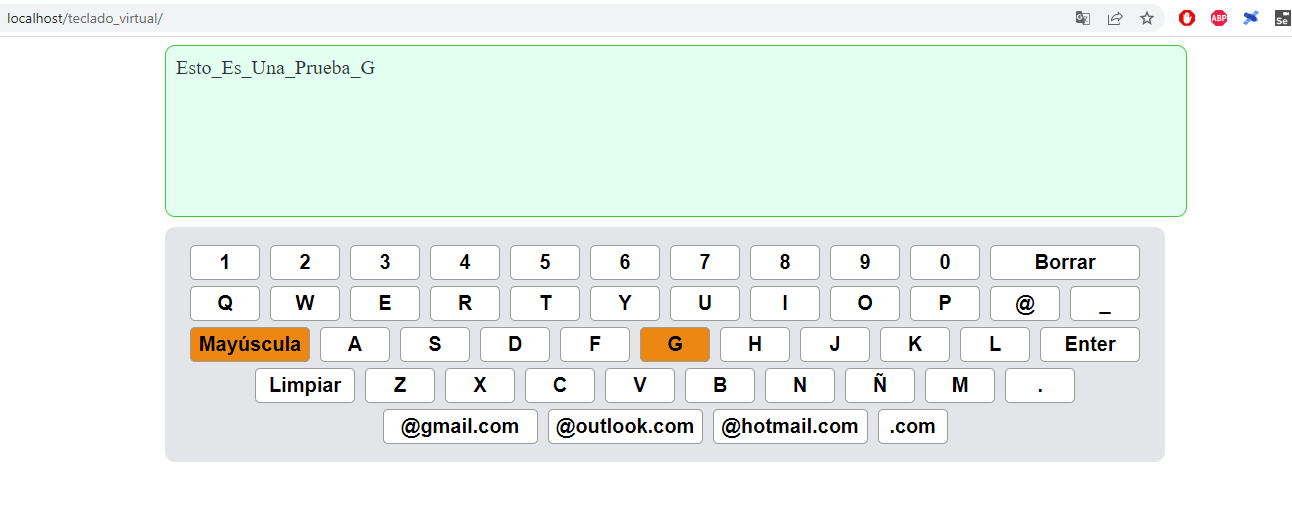 localhost/teclado_virtual/
ABP
Se
Esto_Es_Una_Prueba_G
1 2 3 4 5 6 7 8 9 0 Borrar
Q W E R T Y U I O P @ _
Mayúscula A S D F G H J K L Enter
Limpiar Z X C V B N Ñ M .
@gmail.com @outlook.com @hotmail.com .com